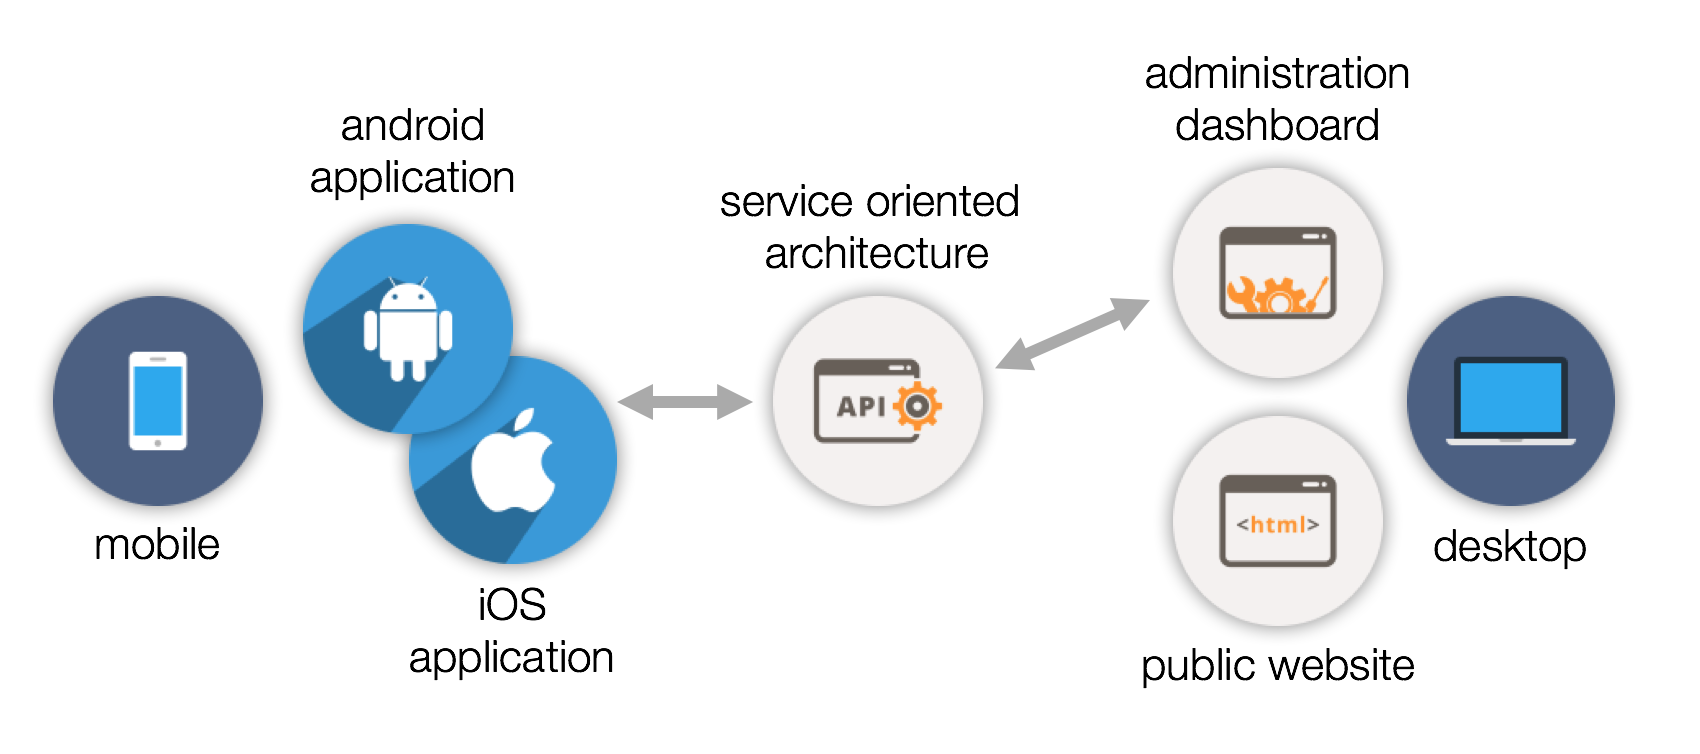 administration
dashboard
android
application
service oriented
architecture
API
<html>
mobile
desktop
iOS
application
public website